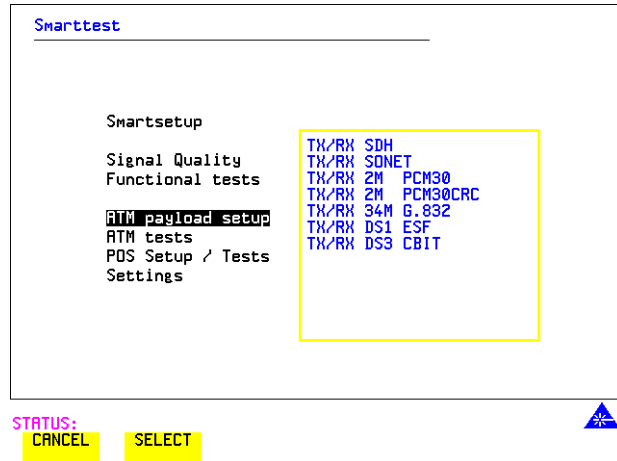 Smarttest
Smartsetup
Signal Quality
Functional tests
ATM payload setup
ATM tests
POS Setup / Tests
Settings
TX/RX SDH
TX/RX SONET
TX/RX 2M PCM30
TX/RX 2M PCM30CRC
TX/RX 34M G.832
TX/RX DS1 ESF
TX/RX DS3 CBIT
STATUS:
CANCEL SELECT